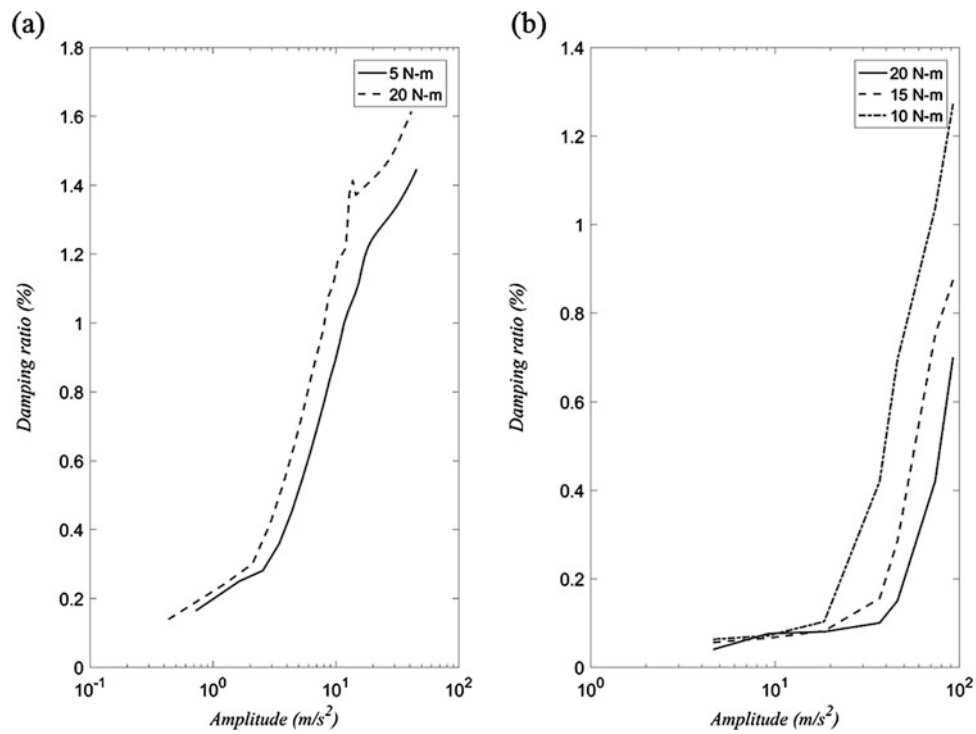 (a)
1.8
1.6
1.4
1.2
1
0.8
0.6
0.4
0.2
0
Damping ratio (%)
5 N-m
20 N-m
10^-1
10^0
10^1
10^2
Amplitude (m/s^2)
(b)
1.4
1.2
1
0.8
0.6
0.4
0.2
0
Damping ratio (%)
20 N-m
15 N-m
10 N-m
10^0
10^1
10^2
Amplitude (m/s^2)